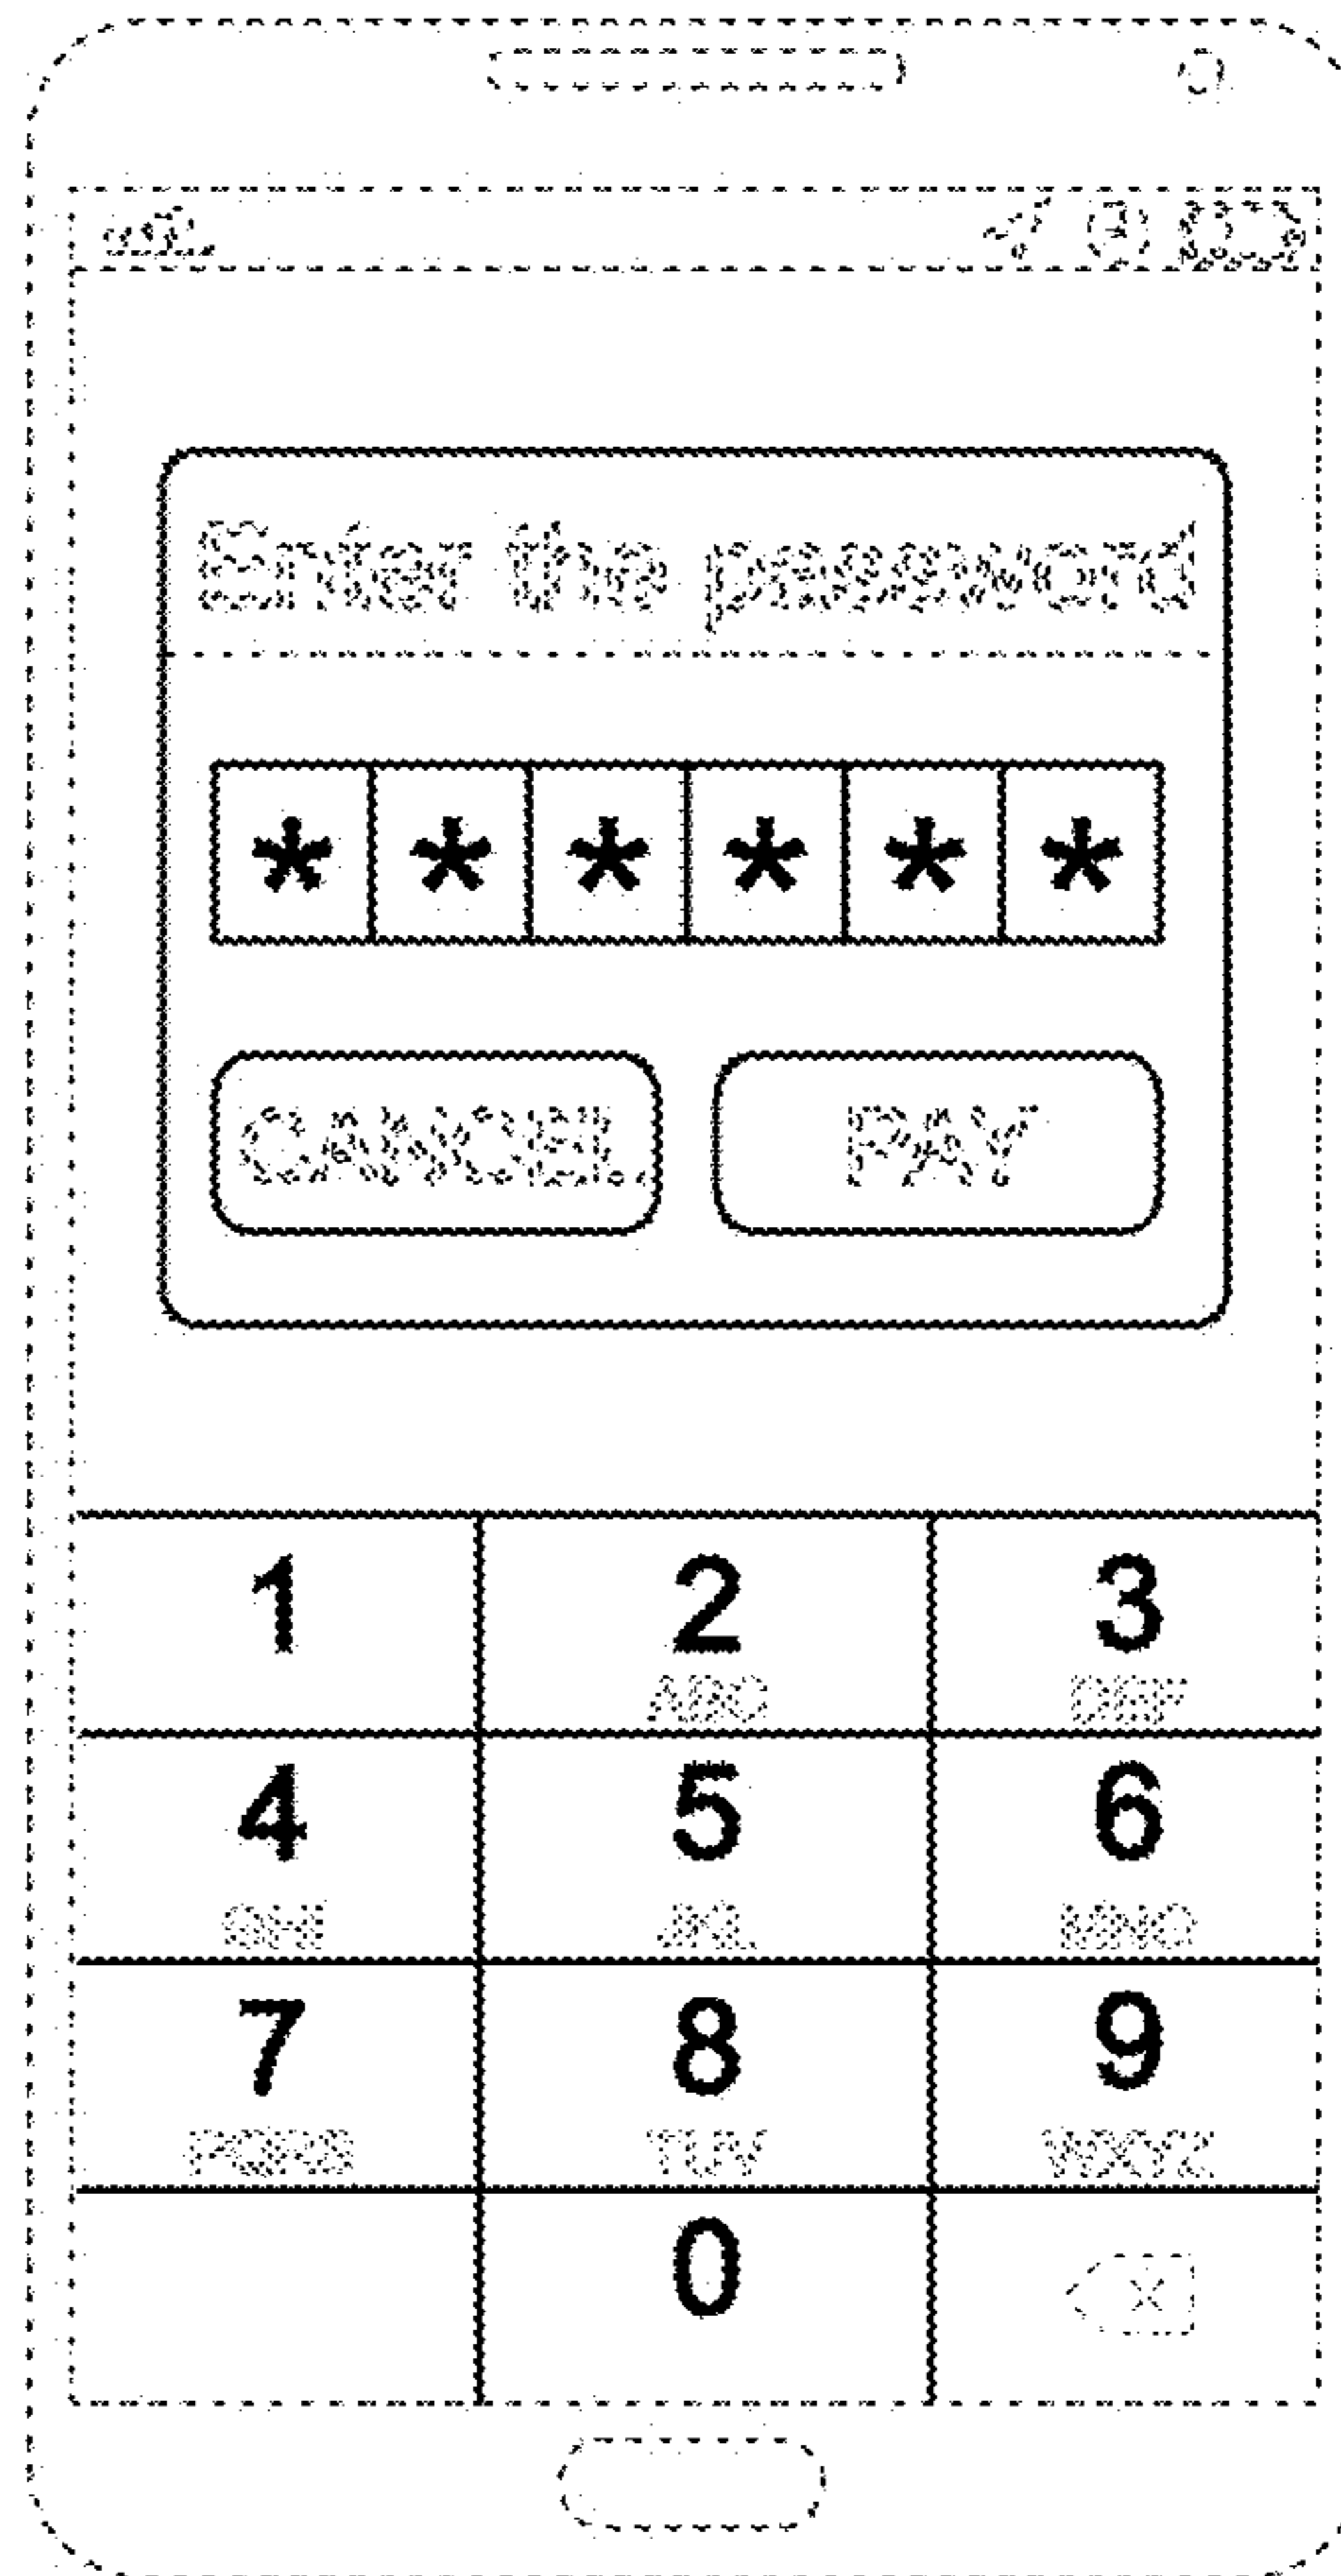 Enter the password
* * * * * *
CANCEL PAY
1 2 3
ABC DEF
4 5 6
GHI JKL MNO
7 8 9
PQRS TUV WXYZ
0